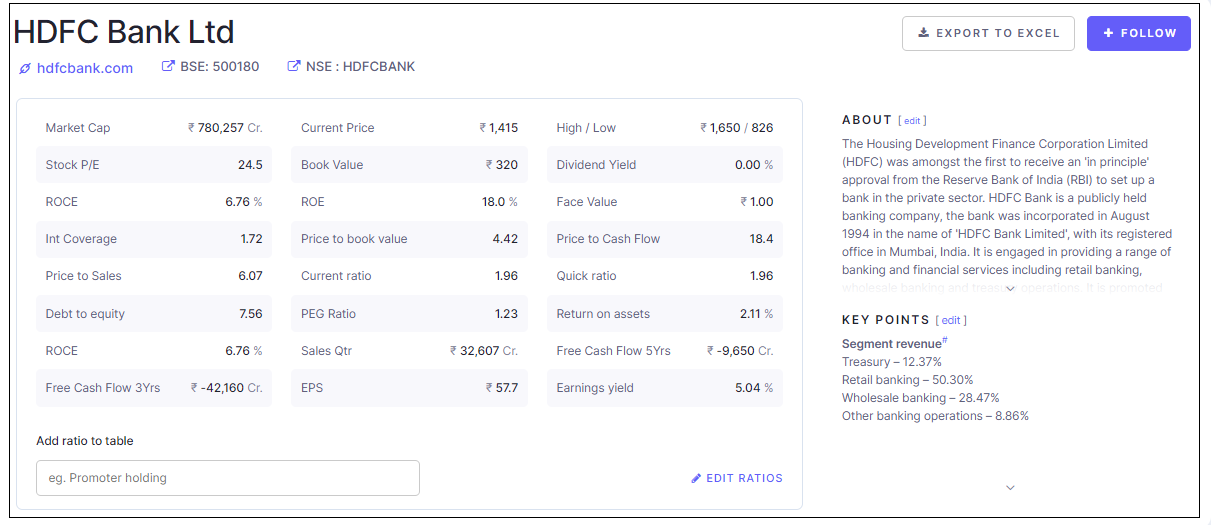 HDFC Bank Ltd
EXPORT TO EXCEL
+ FOLLOW
hdfcbank.com
BSE: 500180
NSE : HDFCBANK
Market Cap ₹ 780,257 Cr.
Current Price ₹ 1,415
High / Low ₹ 1,650 / 826
Stock P/E 24.5
Book Value ₹ 320
Dividend Yield 0.00 %
ROCE 6.76 %
ROE 18.0 %
Face Value ₹ 1.00
Int Coverage 1.72
Price to book value 4.42
Price to Cash Flow 18.4
Price to Sales 6.07
Current ratio 1.96
Quick ratio 1.96
Debt to equity 7.56
PEG Ratio 1.23
Return on assets 2.11 %
ROCE 6.76 %
Sales Qtr ₹ 32,607 Cr.
Free Cash Flow 5Yrs ₹ -9,650 Cr.
Free Cash Flow 3Yrs ₹ -42,160 Cr.
EPS ₹ 57.7
Earnings yield 5.04 %
Add ratio to table
eg. Promoter holding
EDIT RATIOS
ABOUT [ edit ]
The Housing Development Finance Corporation Limited
(HDFC) was amongst the first to receive an 'in principle'
approval from the Reserve Bank of India (RBI) to set up a
bank in the private sector. HDFC Bank is a publicly held
banking company, the bank was incorporated in August
1994 in the name of 'HDFC Bank Limited', with its registered
office in Mumbai, India. It is engaged in providing a range of
banking and financial services including retail banking,
wholesale banking and treasury operations. It is promoted
KEY POINTS [ edit ]
Segment revenue#
Treasury – 12.37%
Retail banking – 50.30%
Wholesale banking – 28.47%
Other banking operations – 8.86%